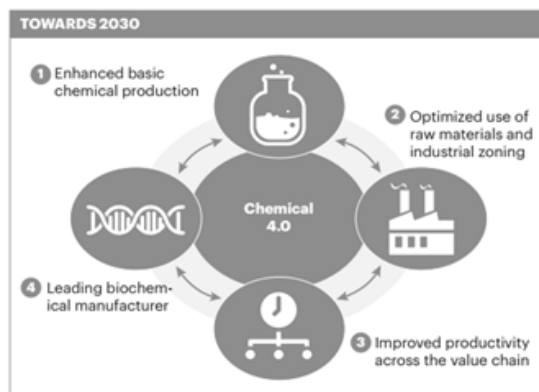 TOWARDS 2030
1 Enhanced basic
chemical production
2 Optimized use of
raw materials and
industrial zoning
Chemical
4.0
4 Leading biochem-
ical manufacturer
3 Improved productivity
across the value chain